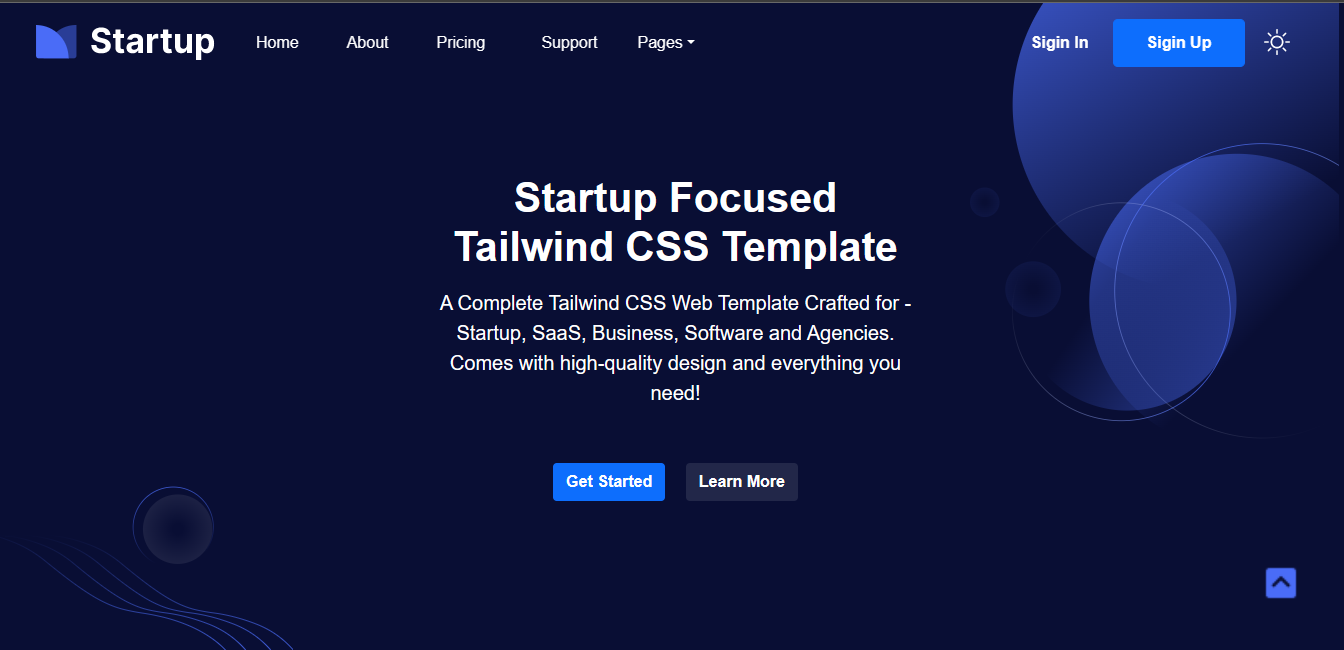 Startup
Home About Pricing Support Pages
Sigin In
Sigin Up
Startup Focused
Tailwind CSS Template
A Complete Tailwind CSS Web Template Crafted for -
Startup, SaaS, Business, Software and Agencies.
Comes with high-quality design and everything you
need!
Get Started
Learn More